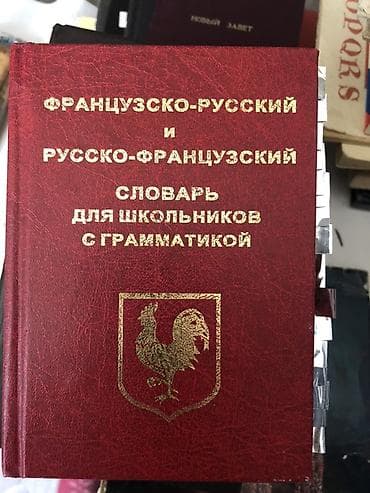 НОВЫЙ ЗАВЕТ
ФРАНЦУЗСКО-РУССКИЙ
И
РУССКО-ФРАНЦУЗСКИЙ
СЛОВАРЬ
ДЛЯ ШКОЛЬНИКОВ
С ГРАММАТИКОЙ